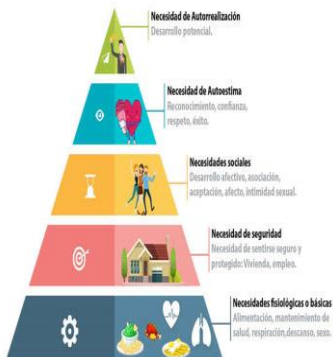 Necesidad de Autorrealización
Desarrollo potencial.
Necesidad de Autoestima
Reconocimiento, confianza,
respeto, éxito.
Necesidades sociales
Desarrollo afectivo, asociación,
aceptación, afecto, intimidad sexual.
Necesidad de seguridad
Necesidad de sentirse seguro y
protegido: Vivienda, empleo.
Necesidades fisiológicas o básicas
Alimentación, mantenimiento de
salud, respiración, descanso, sexo.